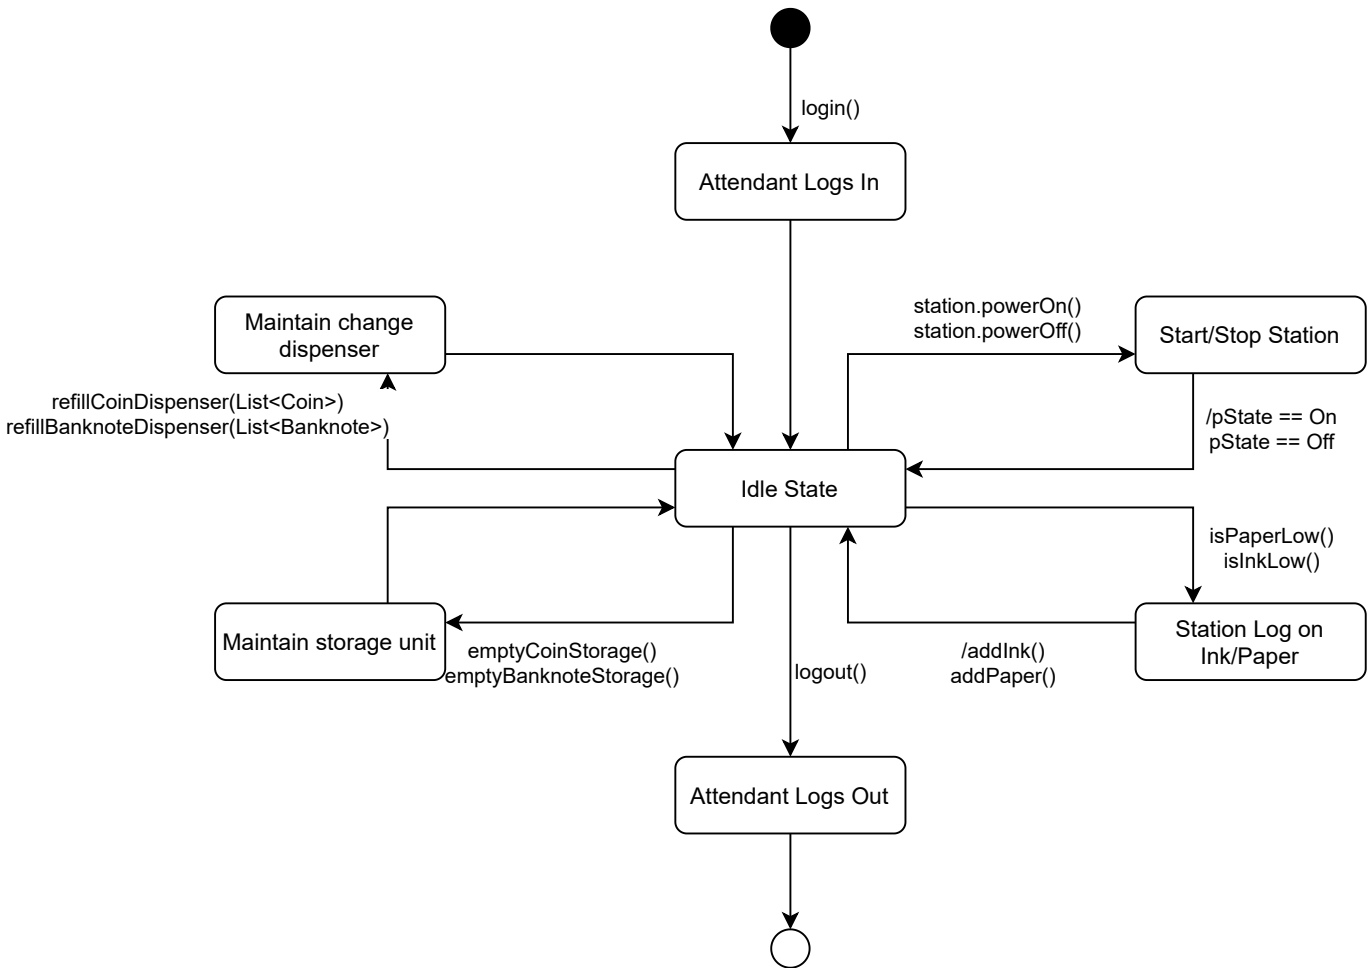 login()
Attendant Logs In
station.powerOn()
station.powerOff()
Maintain change
dispenser
Start/Stop Station
refillCoinDispenser(List<Coin>)
refillBanknoteDispenser(List<Banknote>)
/pState == On
pState == Off
Idle State
isPaperLow()
isInkLow()
Maintain storage unit
emptyCoinStorage()
emptyBanknoteStorage()
logout()
/addInk()
addPaper()
Station Log on
Ink/Paper
Attendant Logs Out